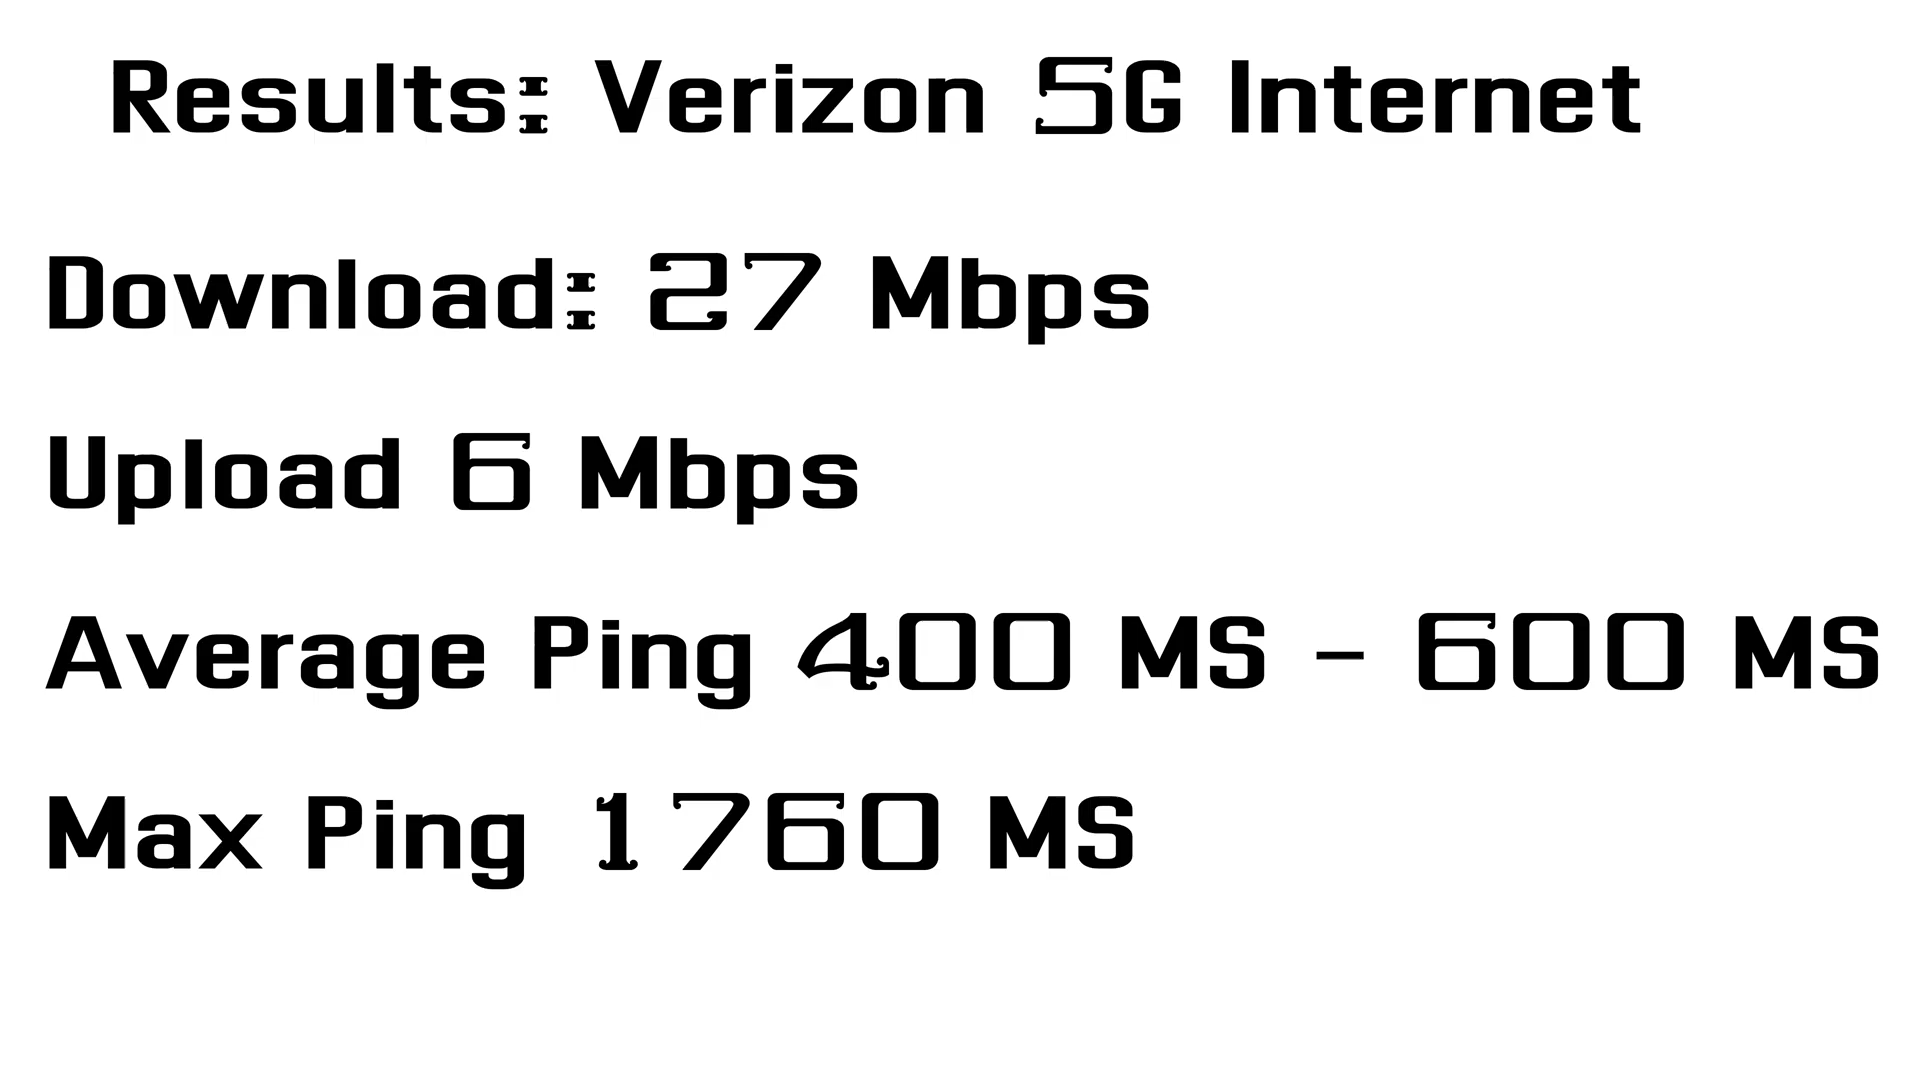 Results: Verizon 5G Internet
Download: 27 Mbps
Upload 6 Mbps
Average Ping 400 MS - 600 MS
Max Ping 1760 MS